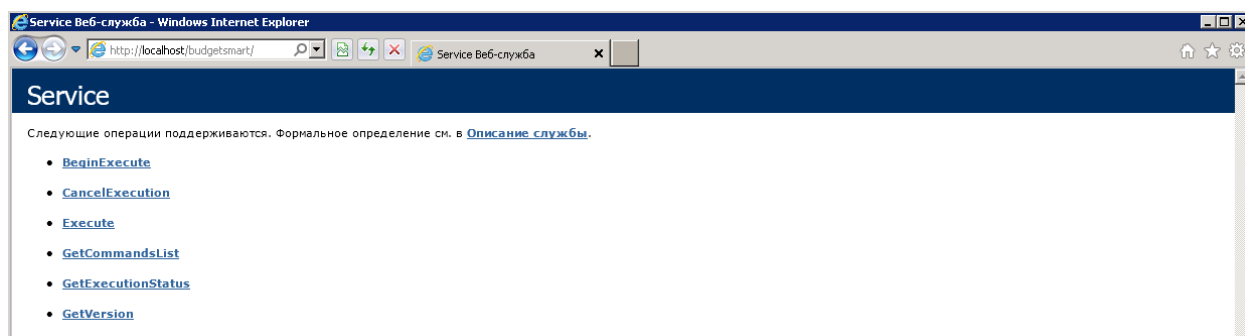 Service Веб-служба - Windows Internet Explorer
http://localhost/budgetsmart/
Service Веб-служба
Service
Следующие операции поддерживаются. Формальное определение см. в Описание службы.
BeginExecute
CancelExecution
Execute
GetCommandsList
GetExecutionStatus
GetVersion